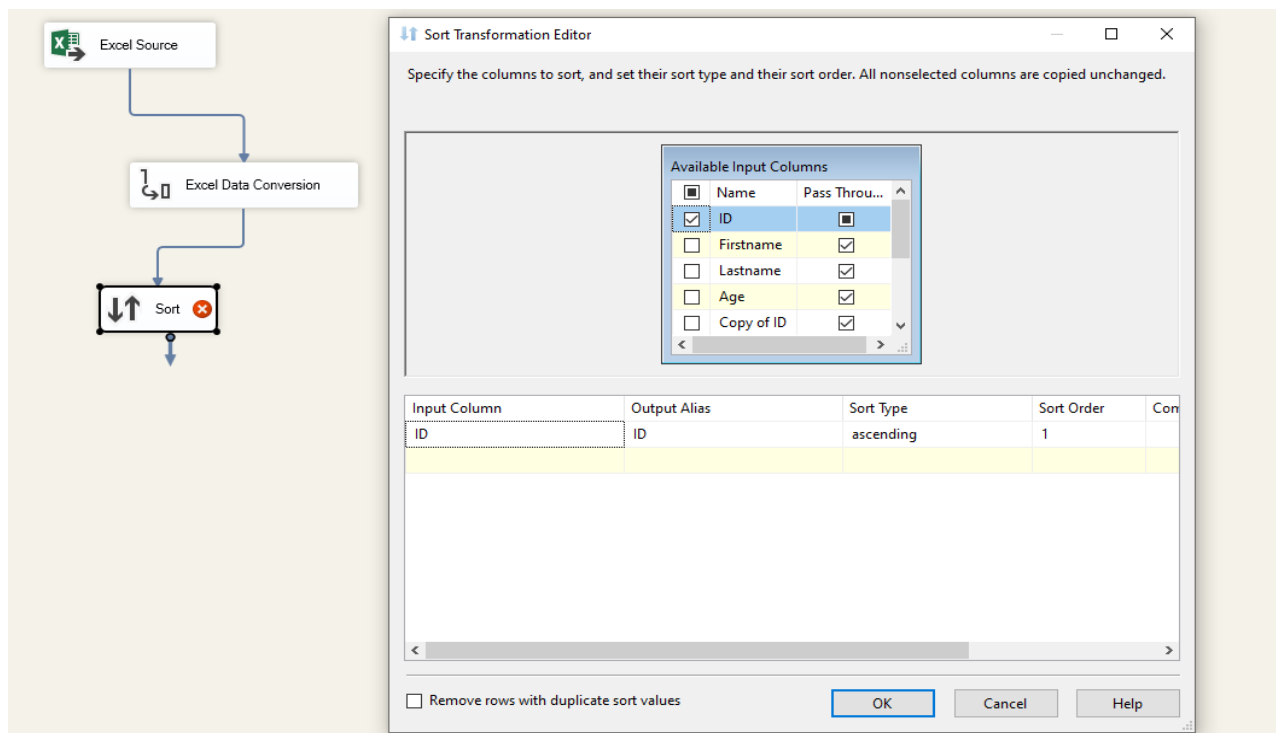 Excel Source
Excel Data Conversion
Sort
Sort Transformation Editor
Specify the columns to sort, and set their sort type and their sort order. All nonselected columns are copied unchanged.
Available Input Columns
Name Pass Throu...
ID
Firstname
Lastname
Age
Copy of ID
Input Column Output Alias Sort Type Sort Order Com
ID ID ascending 1
Remove rows with duplicate sort values
OK Cancel Help